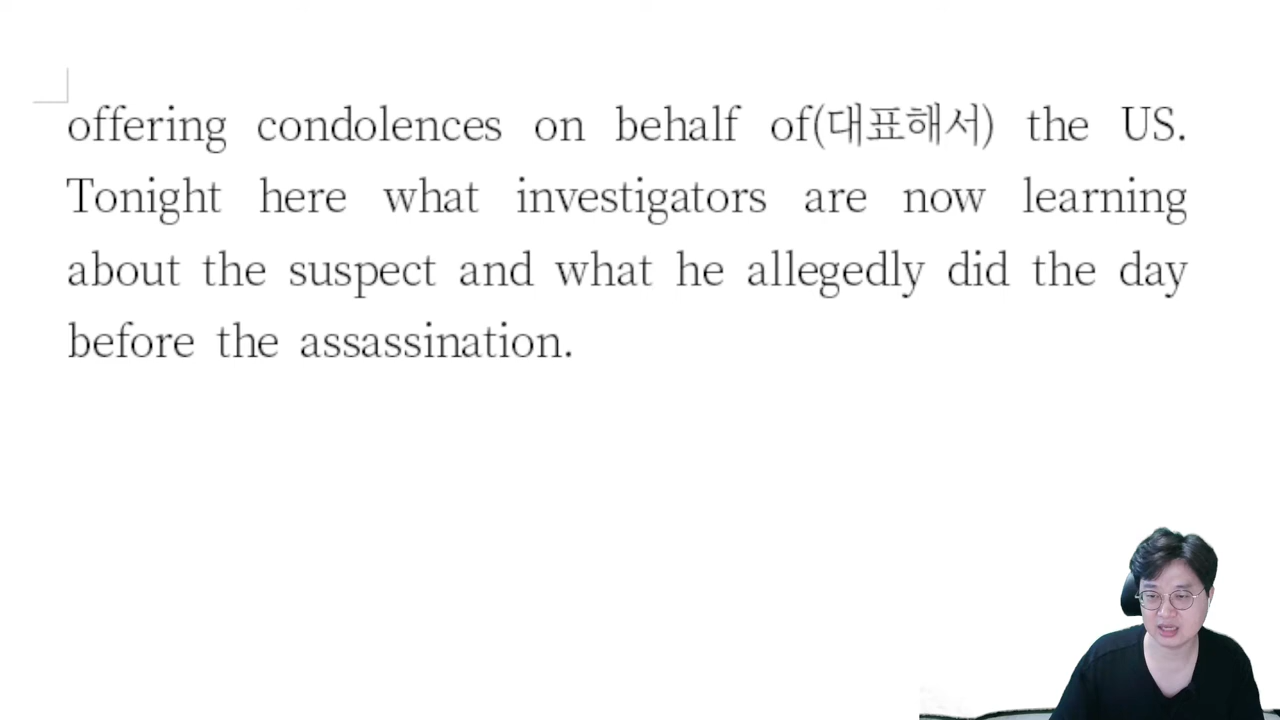 offering condolences on behalf of(대표해서) the US.
Tonight here what investigators are now learning
about the suspect and what he allegedly did the day
before the assassination.